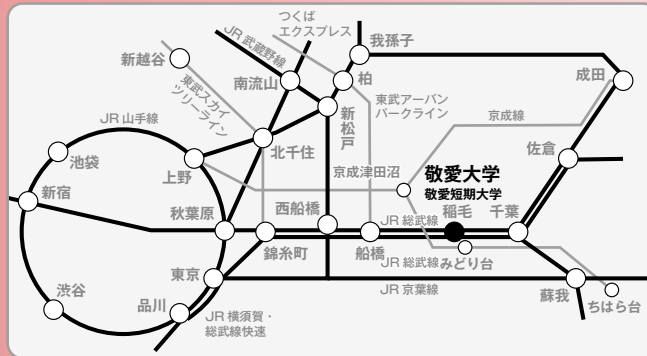 つくば
エクスプレス
JR 武蔵野線
我孫子
新越谷
南流山
柏
成田
東武スカイ
ツリーライン
新松戸
東武アーバン
パークライン
京成線
JR 山手線
北千住
佐倉
池袋
上野
京成津田沼
敬愛大学
敬愛短期大学
新宿
秋葉原
西船橋
JR 総武線
稲毛
千葉
錦糸町
船橋
JR 総武線
みどり台
東京
渋谷
品川
JR 京葉線
蘇我
ちはら台
JR 横須賀・
総武線快速